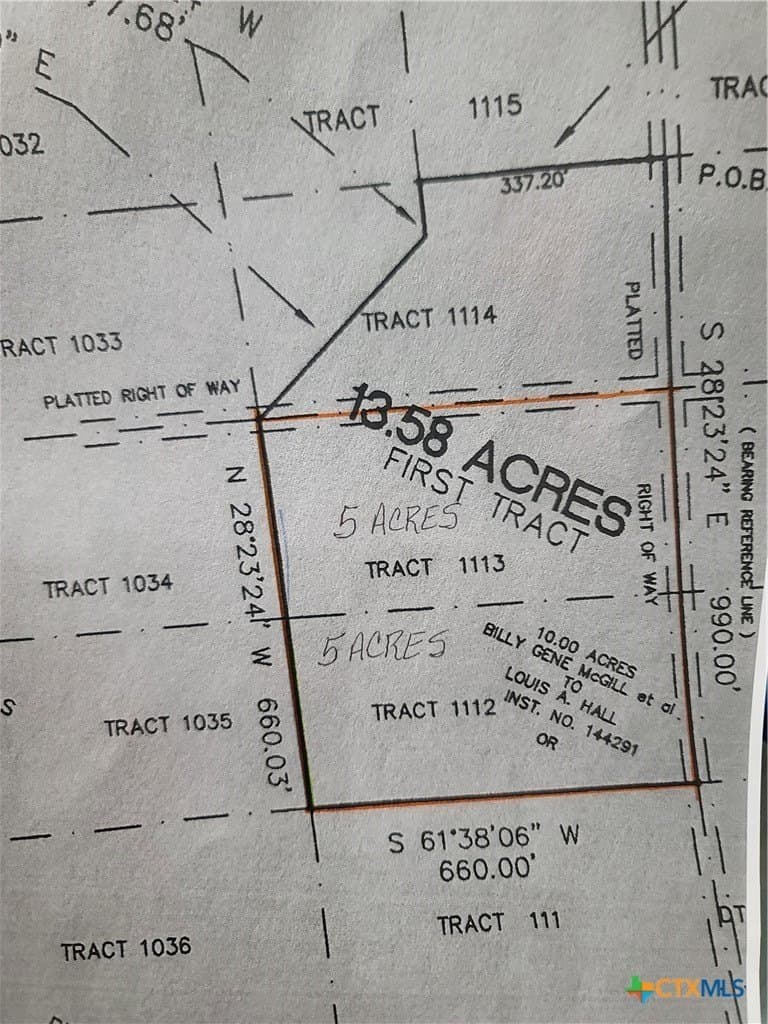 7.68'
W
" E
032
TRACT 1115
TRAC
337.20'
P.O.B.
RACT 1033
TRACT 1114
PLATTED
PLATTED RIGHT OF WAY
S 28°23'24" E 990.00'
( BEARING REFERENCE LINE )
13.58 ACRES
FIRST TRACT
5 ACRES
RIGHT OF WAY
N 28°23'24" W 660.03'
TRACT 1034
TRACT 1113
5 ACRES
10.00 ACRES
BILLY GENE McGILL et al.
TO
LOUIS A. HALL
INST. NO. 144291
OR
S
TRACT 1035
TRACT 1112
S 61°38'06" W
660.00'
TRACT 111
DT
TRACT 1036
CTXMLS